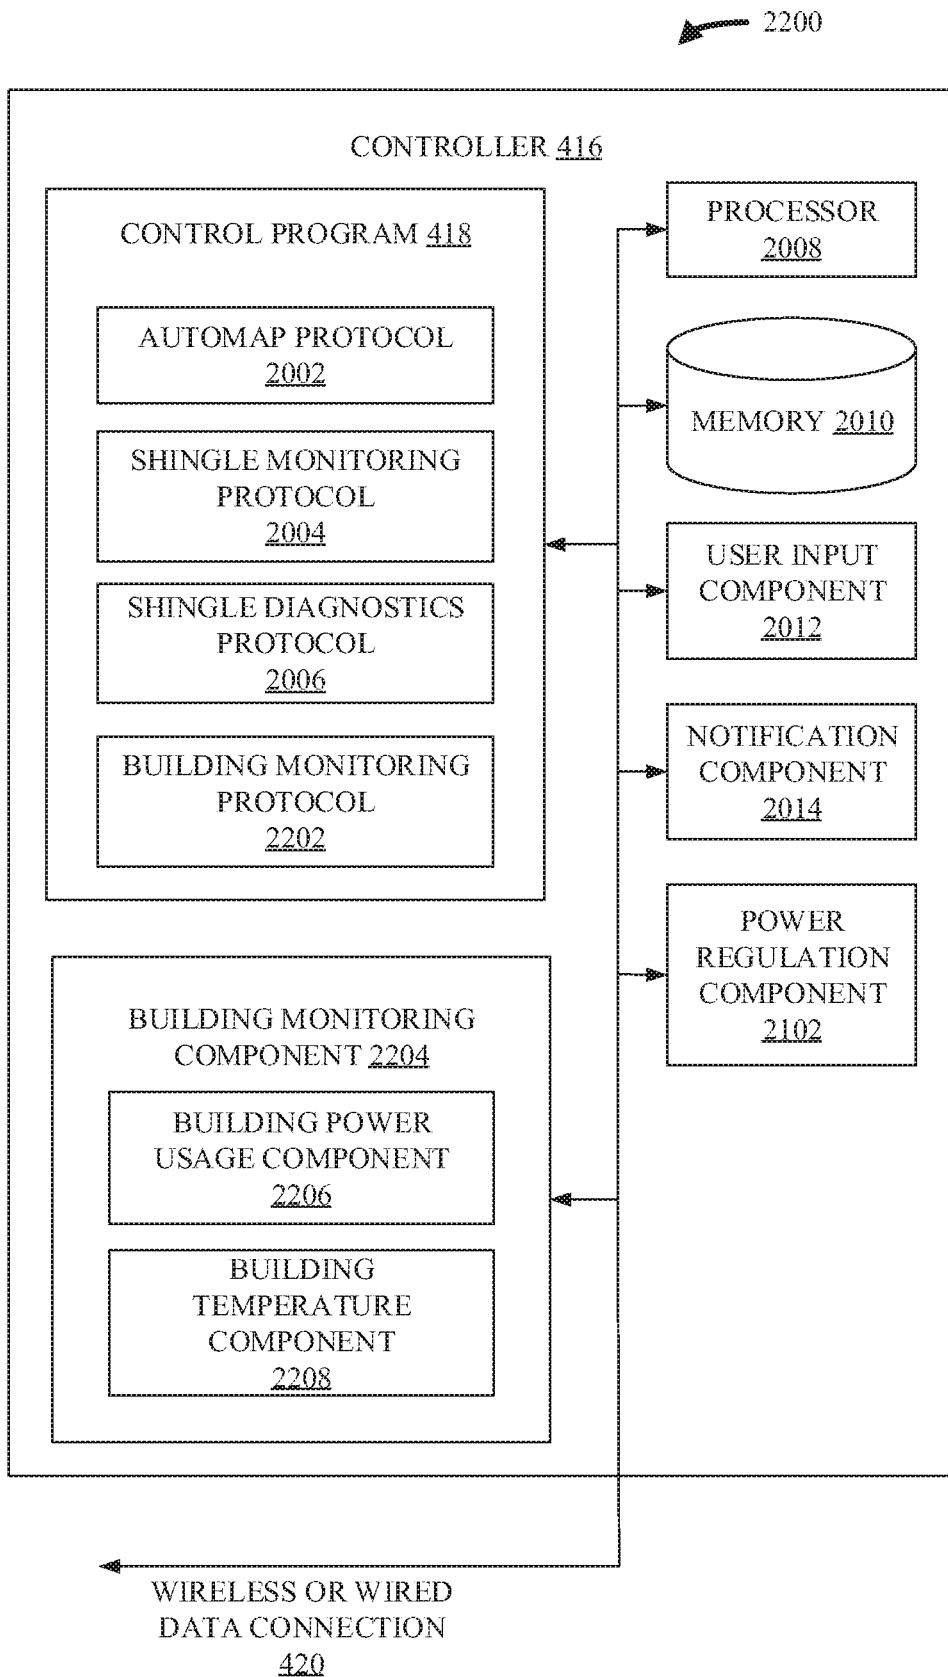 2200
CONTROLLER 416
CONTROL PROGRAM 418
AUTOMAP PROTOCOL
2002
SHINGLE MONITORING
PROTOCOL
2004
SHINGLE DIAGNOSTICS
PROTOCOL
2006
BUILDING MONITORING
PROTOCOL
2202
BUILDING MONITORING
COMPONENT 2204
BUILDING POWER
USAGE COMPONENT
2206
BUILDING
TEMPERATURE
COMPONENT
2208
PROCESSOR
2008
MEMORY 2010
USER INPUT
COMPONENT
2012
NOTIFICATION
COMPONENT
2014
POWER
REGULATION
COMPONENT
2102
WIRELESS OR WIRED
DATA CONNECTION
420